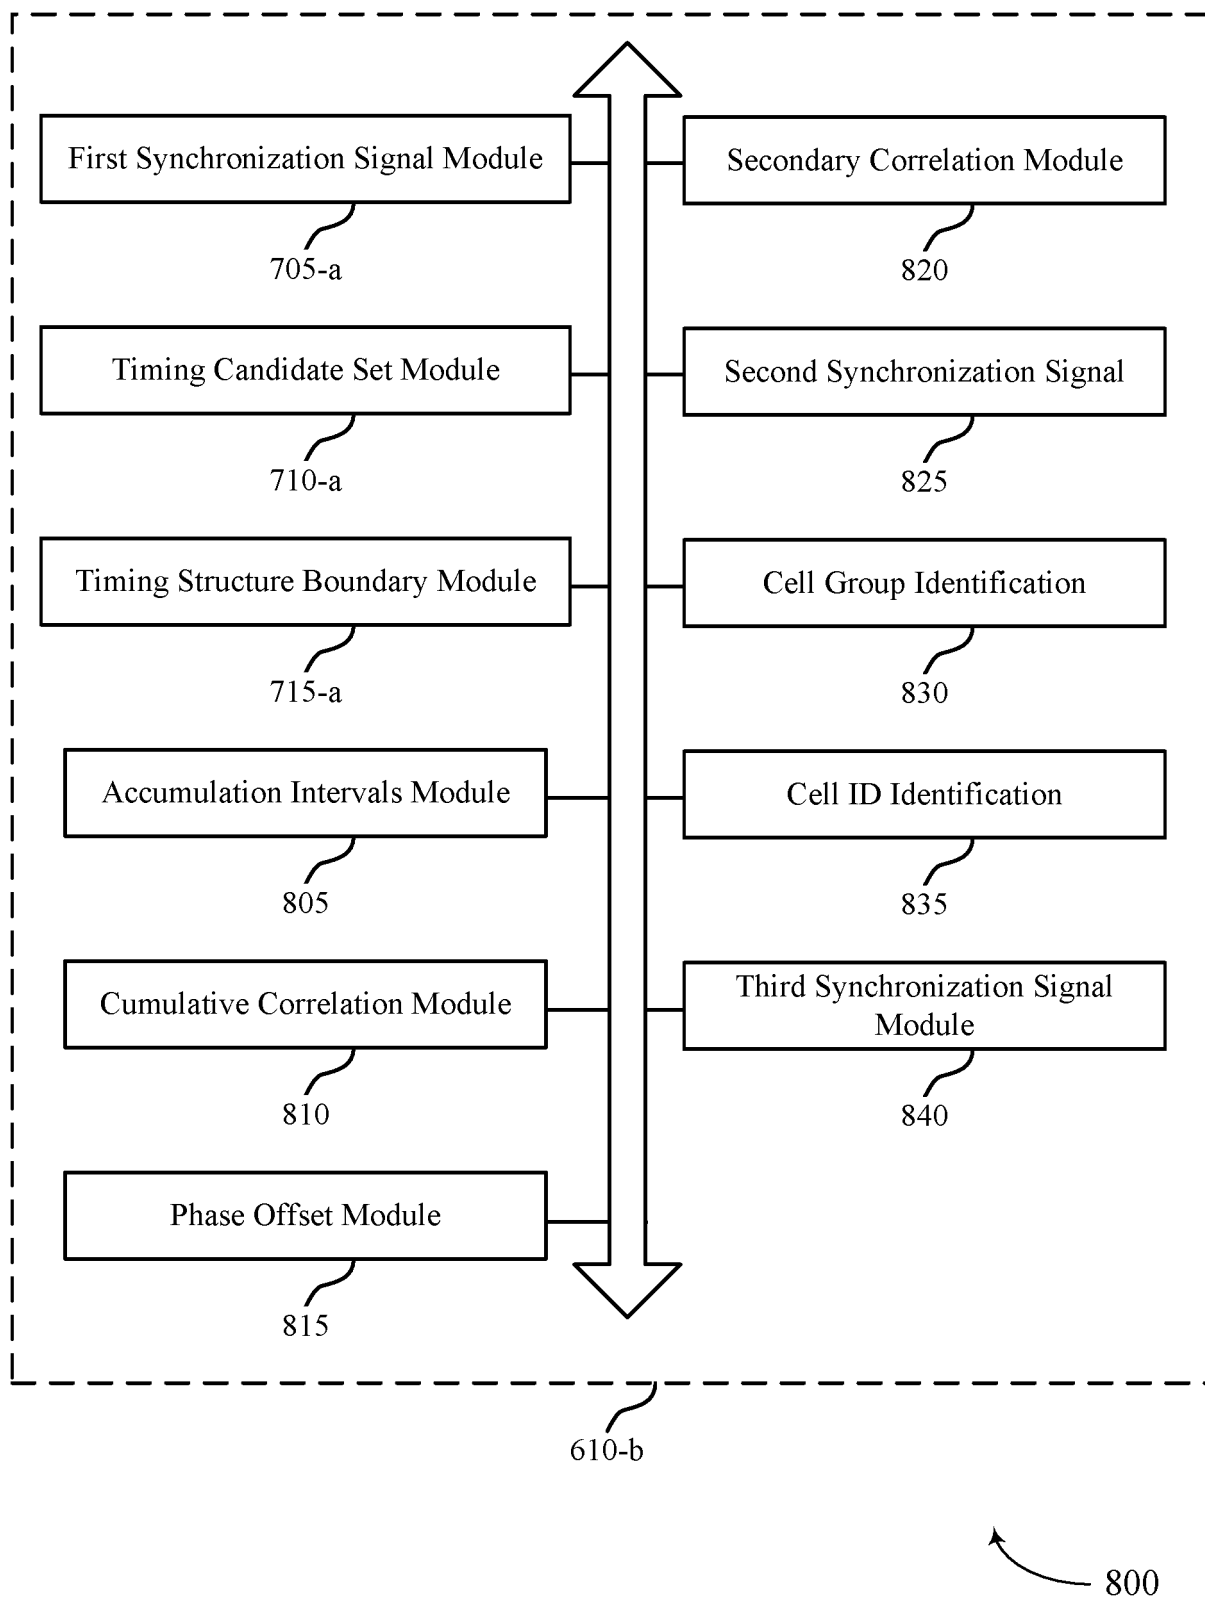 First Synchronization Signal Module
705-a
Timing Candidate Set Module
710-a
Timing Structure Boundary Module
715-a
Accumulation Intervals Module
805
Cumulative Correlation Module
810
Phase Offset Module
815
Secondary Correlation Module
820
Second Synchronization Signal
825
Cell Group Identification
830
Cell ID Identification
835
Third Synchronization Signal
Module
840
610-b
800